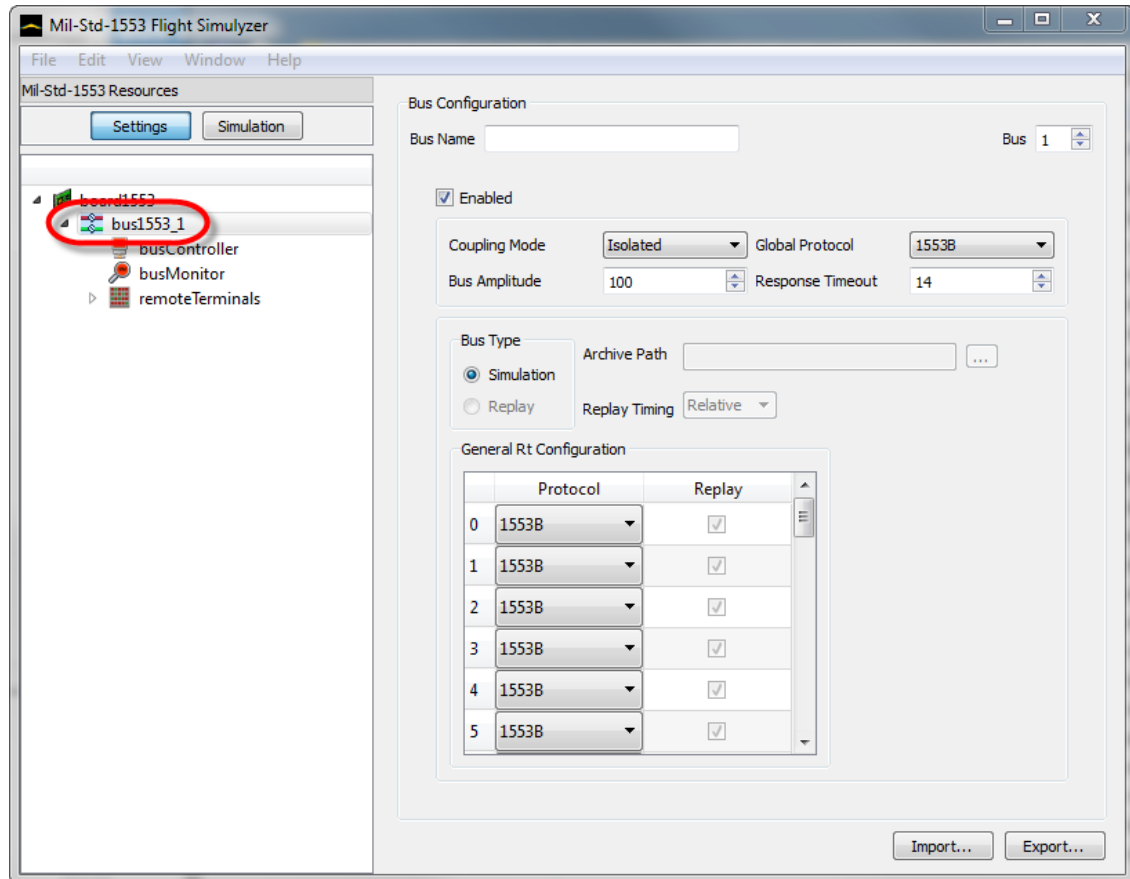 Mil-Std-1553 Flight Simulyzer
File Edit View Window Help
Mil-Std-1553 Resources
Settings Simulation
board1553
bus1553_1
busController
busMonitor
remoteTerminals
Bus Configuration
Bus Name Bus 1
Enabled
Coupling Mode Isolated Global Protocol 1553B
Bus Amplitude 100 Response Timeout 14
Bus Type
Simulation
Replay
Archive Path ...
Replay Timing Relative
General Rt Configuration
Protocol Replay
0 1553B
1 1553B
2 1553B
3 1553B
4 1553B
5 1553B
Import... Export...